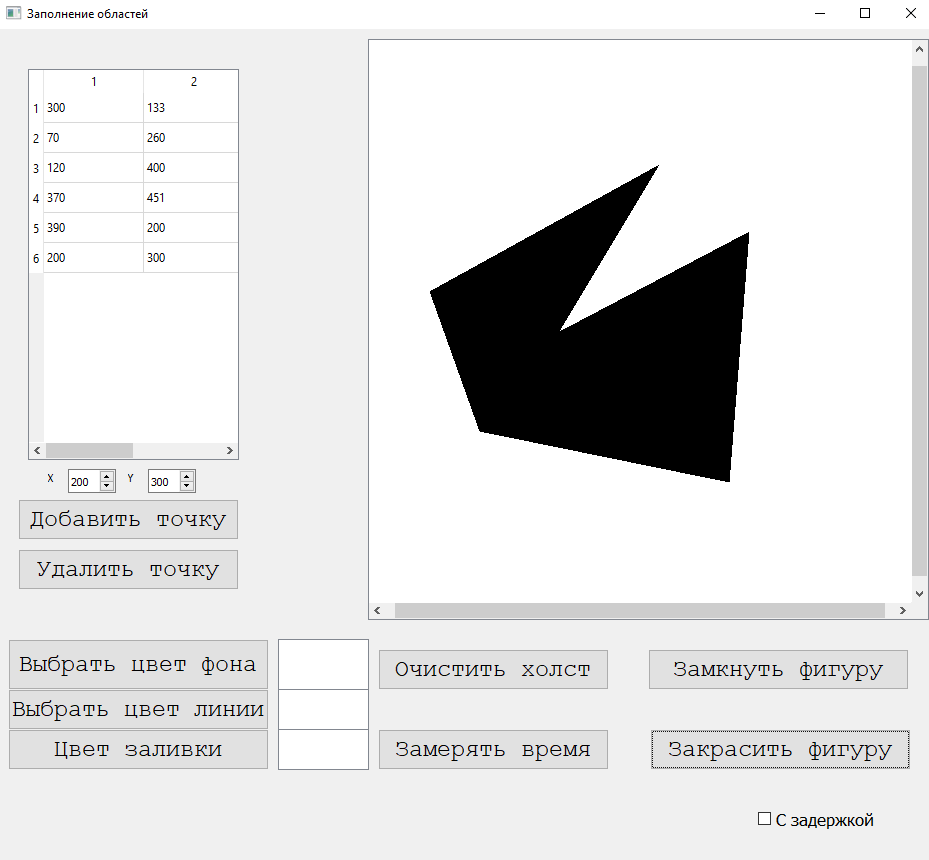 Заполнение областей
1 2
1 300 133
2 70 260
3 120 400
4 370 451
5 390 200
6 200 300
X 200 Y 300
Добавить точку
Удалить точку
Выбрать цвет фона
Очистить холст
Замкнуть фигуру
Выбрать цвет линии
Цвет заливки
Замерять время
Закрасить фигуру
С задержкой